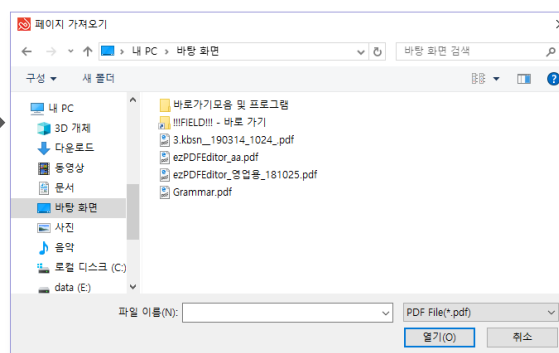 페이지 가져오기
내 PC > 바탕 화면
바탕 화면 검색
구성 새 폴더
내 PC
3D 개체
다운로드
동영상
문서
바탕 화면
사진
음악
로컬 디스크 (C:)
data (E:)
바로가기모음 및 프로그램
!!!FIELD!!! - 바로 가기
3.kbsn__190314_1024_.pdf
ezPDFEditor_aa.pdf
ezPDFEditor_영업용_181025.pdf
Grammar.pdf
파일 이름(N):
PDF File(*.pdf)
열기(O) 취소